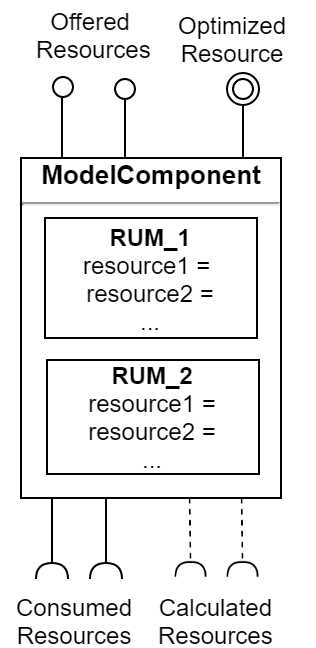 Offered
Resources
Optimized
Resource
ModelComponent
RUM_1
resource1 =
resource2 =
...
RUM_2
resource1 =
resource2 =
...
Consumed
Resources
Calculated
Resources